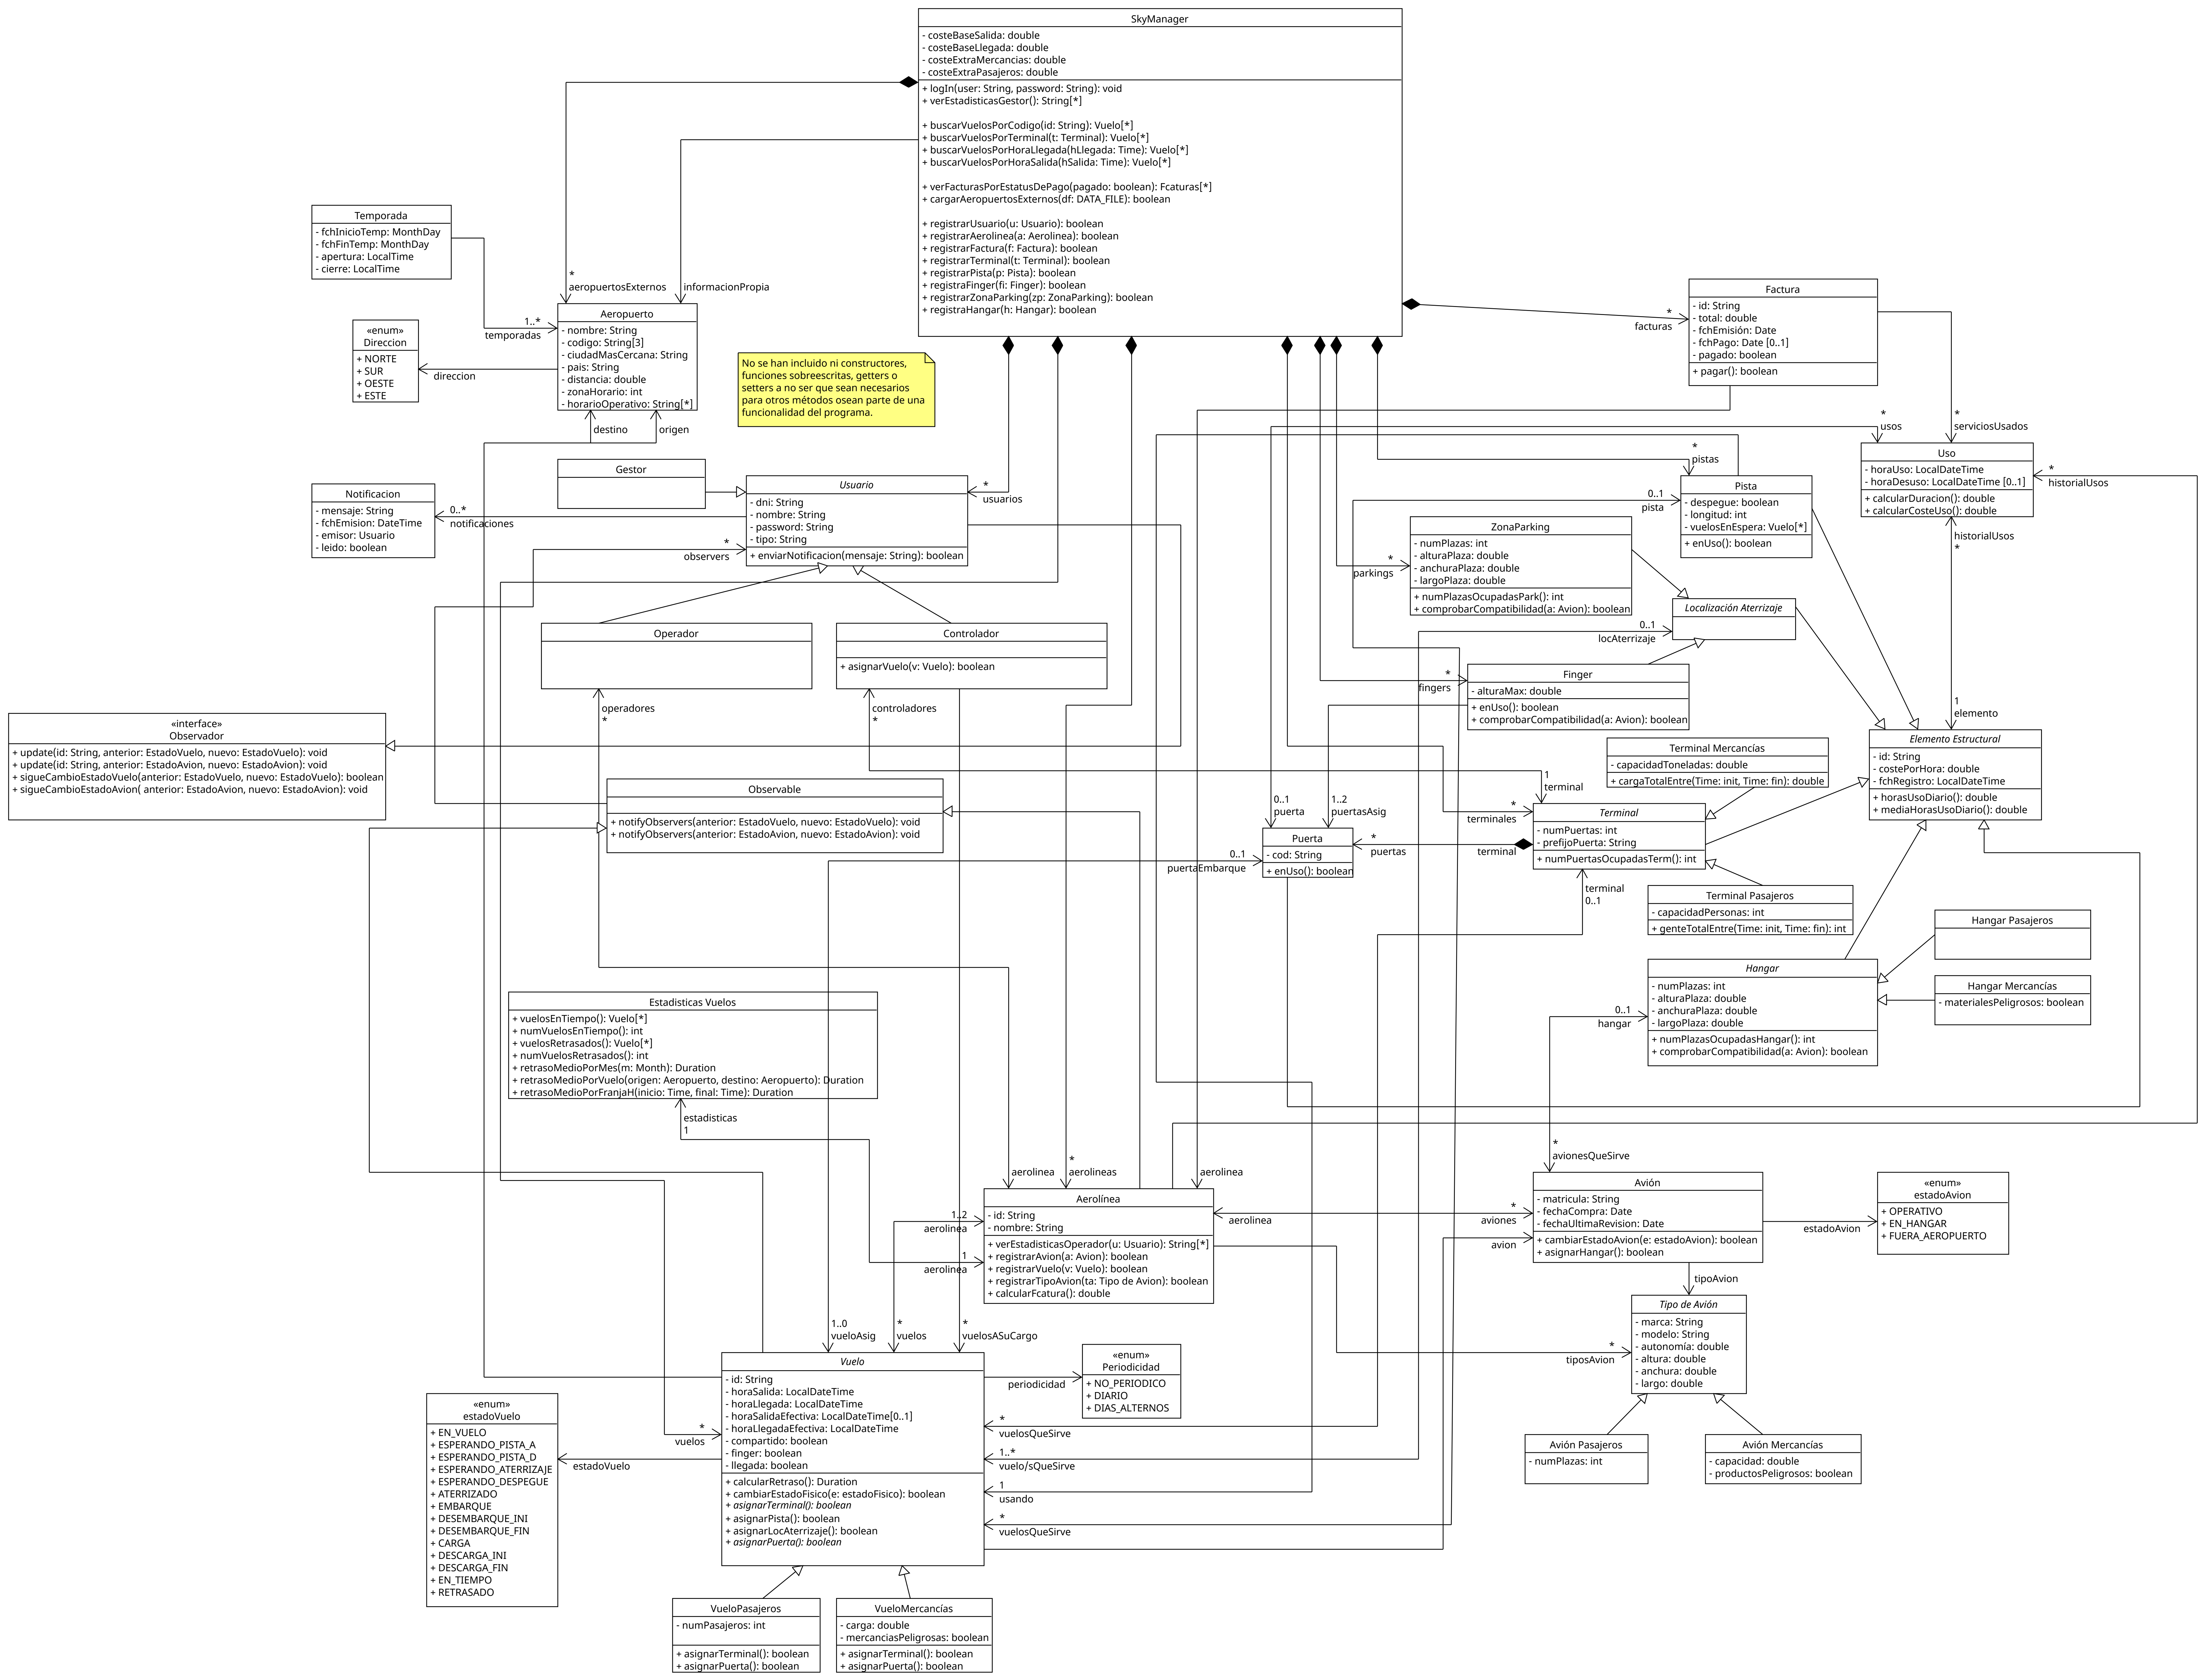 SkyManager
- costeBaseSalida: double
- costeBaseLlegada: double
- costeExtraMercancias: double
- costeExtraPasajeros: double
+ logIn(user: String, password: String): void
+ verEstadisticasGestor(): String[*]
+ buscarVuelosPorCodigo(id: String): Vuelo[*]
+ buscarVuelosPorTerminal(t: Terminal): Vuelo[*]
+ buscarVuelosPorHoraLlegada(hLlegada: Time): Vuelo[*]
+ buscarVuelosPorHoraSalida(hSalida: Time): Vuelo[*]
+ verFacturasPorEstatusDePago(pagado: boolean): Fcaturas[*]
+ cargarAeropuertosExternos(df: DATA_FILE): boolean
+ registrarUsuario(u: Usuario): boolean
+ registrarAerolinea(a: Aerolinea): boolean
+ registrarFactura(f: Factura): boolean
+ registrarTerminal(t: Terminal): boolean
+ registrarPista(p: Pista): boolean
+ registraFinger(fi: Finger): boolean
+ registrarZonaParking(zp: ZonaParking): boolean
+ registraHangar(h: Hangar): boolean
Temporada
- fchInicioTemp: MonthDay
- fchFinTemp: MonthDay
- apertura: LocalTime
- cierre: LocalTime
*
aeropuertosExternos
informacionPropia
1..*
temporadas
«enum»
Direccion
+ NORTE
+ SUR
+ OESTE
+ ESTE
direccion
Aeropuerto
- nombre: String
- codigo: String[3]
- ciudadMasCercana: String
- pais: String
- distancia: double
- zonaHorario: int
- horarioOperativo: String[*]
destino
origen
No se han incluido ni constructores,
funciones sobreescritas, getters o
setters a no ser que sean necesarios
para otros métodos osean parte de una
funcionalidad del programa.
*
facturas
Factura
- id: String
- total: double
- fchEmisión: Date
- fchPago: Date [0..1]
- pagado: boolean
+ pagar(): boolean
*
usos
*
serviciosUsados
Uso
- horaUso: LocalDateTime
- horaDesuso: LocalDateTime [0..1]
+ calcularDuracion(): double
+ calcularCosteUso(): double
*
historialUsos
historialUsos
*
Gestor
Notificacion
- mensaje: String
- fchEmision: DateTime
- emisor: Usuario
- leido: boolean
0..*
notificaciones
Usuario
- dni: String
- nombre: String
- password: String
- tipo: String
+ enviarNotificacion(mensaje: String): boolean
*
usuarios
*
observers
*
pistas
Pista
- despegue: boolean
- longitud: int
- vuelosEnEspera: Vuelo[*]
+ enUso(): boolean
0..1
pista
ZonaParking
- numPlazas: int
- alturaPlaza: double
- anchuraPlaza: double
- largoPlaza: double
+ numPlazasOcupadasPark(): int
+ comprobarCompatibilidad(a: Avion): boolean
*
parkings
Localización Aterrizaje
0..1
locAterrizaje
Operador
Controlador
+ asignarVuelo(v: Vuelo): boolean
operadores
*
controladores
*
Finger
- alturaMax: double
+ enUso(): boolean
+ comprobarCompatibilidad(a: Avion): boolean
*
fingers
1
elemento
Elemento Estructural
- id: String
- costePorHora: double
- fchRegistro: LocalDateTime
+ horasUsoDiario(): double
+ mediaHorasUsoDiario(): double
«interface»
Observador
+ update(id: String, anterior: EstadoVuelo, nuevo: EstadoVuelo): void
+ update(id: String, anterior: EstadoAvion, nuevo: EstadoAvion): void
+ sigueCambioEstadoVuelo(anterior: EstadoVuelo, nuevo: EstadoVuelo): boolean
+ sigueCambioEstadoAvion( anterior: EstadoAvion, nuevo: EstadoAvion): void
Observable
+ notifyObservers(anterior: EstadoVuelo, nuevo: EstadoVuelo): void
+ notifyObservers(anterior: EstadoAvion, nuevo: EstadoAvion): void
Terminal Mercancías
- capacidadToneladas: double
+ cargaTotalEntre(Time: init, Time: fin): double
1
terminal
*
terminales
Terminal
- numPuertas: int
- prefijoPuerta: String
+ numPuertasOcupadasTerm(): int
0..1
puerta
1..2
puertasAsig
Puerta
- cod: String
+ enUso(): boolean
*
puertas
terminal
0..1
puertaEmbarque
terminal
0..1
Terminal Pasajeros
- capacidadPersonas: int
+ genteTotalEntre(Time: init, Time: fin): int
Hangar Pasajeros
Hangar
- numPlazas: int
- alturaPlaza: double
- anchuraPlaza: double
- largoPlaza: double
+ numPlazasOcupadasHangar(): int
+ comprobarCompatibilidad(a: Avion): boolean
Hangar Mercancías
- materialesPeligrosos: boolean
0..1
hangar
Estadisticas Vuelos
+ vuelosEnTiempo(): Vuelo[*]
+ numVuelosEnTiempo(): int
+ vuelosRetrasados(): Vuelo[*]
+ numVuelosRetrasados(): int
+ retrasoMedioPorMes(m: Month): Duration
+ retrasoMedioPorVuelo(origen: Aeropuerto, destino: Aeropuerto): Duration
+ retrasoMedioPorFranjaH(inicio: Time, final: Time): Duration
estadisticas
1
aerolinea
*
aerolineas
aerolinea
*
avionesQueSirve
Aerolínea
- id: String
- nombre: String
+ verEstadisticasOperador(u: Usuario): String[*]
+ registrarAvion(a: Avion): boolean
+ registrarVuelo(v: Vuelo): boolean
+ registrarTipoAvion(ta: Tipo de Avion): boolean
+ calcularFcatura(): double
1..2
aerolinea
1
aerolinea
aerolinea
*
aviones
avion
Avión
- matricula: String
- fechaCompra: Date
- fechaUltimaRevision: Date
+ cambiarEstadoAvion(e: estadoAvion): boolean
+ asignarHangar(): boolean
estadoAvion
«enum»
estadoAvion
+ OPERATIVO
+ EN_HANGAR
+ FUERA_AEROPUERTO
tipoAvion
Tipo de Avión
- marca: String
- modelo: String
- autonomía: double
- altura: double
- anchura: double
- largo: double
*
tiposAvion
1..0
vueloAsig
*
vuelos
*
vuelosASuCargo
Vuelo
- id: String
- horaSalida: LocalDateTime
- horaLlegada: LocalDateTime
- horaSalidaEfectiva: LocalDateTime[0..1]
- horaLlegadaEfectiva: LocalDateTime
- compartido: boolean
- finger: boolean
- llegada: boolean
+ calcularRetraso(): Duration
+ cambiarEstadoFisico(e: estadoFisico): boolean
+ asignarTerminal(): boolean
+ asignarPista(): boolean
+ asignarLocAterrizaje(): boolean
+ asignarPuerta(): boolean
periodicidad
«enum»
Periodicidad
+ NO_PERIODICO
+ DIARIO
+ DIAS_ALTERNOS
*
vuelos
*
vuelosQueSirve
1..*
vuelo/sQueSirve
1
usando
*
vuelosQueSirve
estadoVuelo
«enum»
estadoVuelo
+ EN_VUELO
+ ESPERANDO_PISTA_A
+ ESPERANDO_PISTA_D
+ ESPERANDO_ATERRIZAJE
+ ESPERANDO_DESPEGUE
+ ATERRIZADO
+ EMBARQUE
+ DESEMBARQUE_INI
+ DESEMBARQUE_FIN
+ CARGA
+ DESCARGA_INI
+ DESCARGA_FIN
+ EN_TIEMPO
+ RETRASADO
Avión Pasajeros
- numPlazas: int
Avión Mercancías
- capacidad: double
- productosPeligrosos: boolean
VueloPasajeros
- numPasajeros: int
+ asignarTerminal(): boolean
+ asignarPuerta(): boolean
VueloMercancías
- carga: double
- mercanciasPeligrosas: boolean
+ asignarTerminal(): boolean
+ asignarPuerta(): boolean